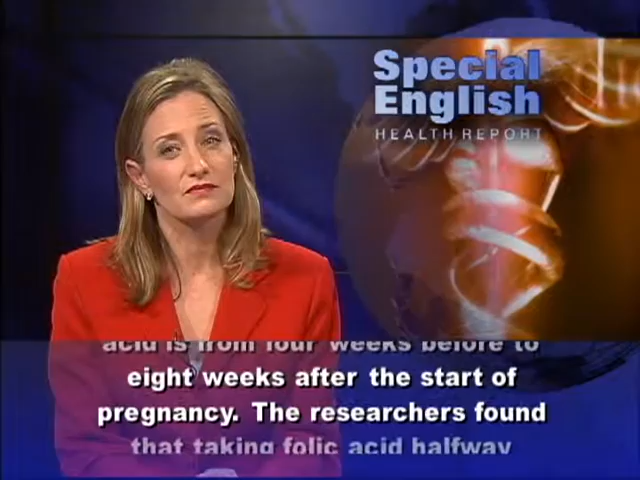 Special
English
HEALTH REPORT
acid is from four weeks before to
eight weeks after the start of
pregnancy. The researchers found
that taking folic acid halfway